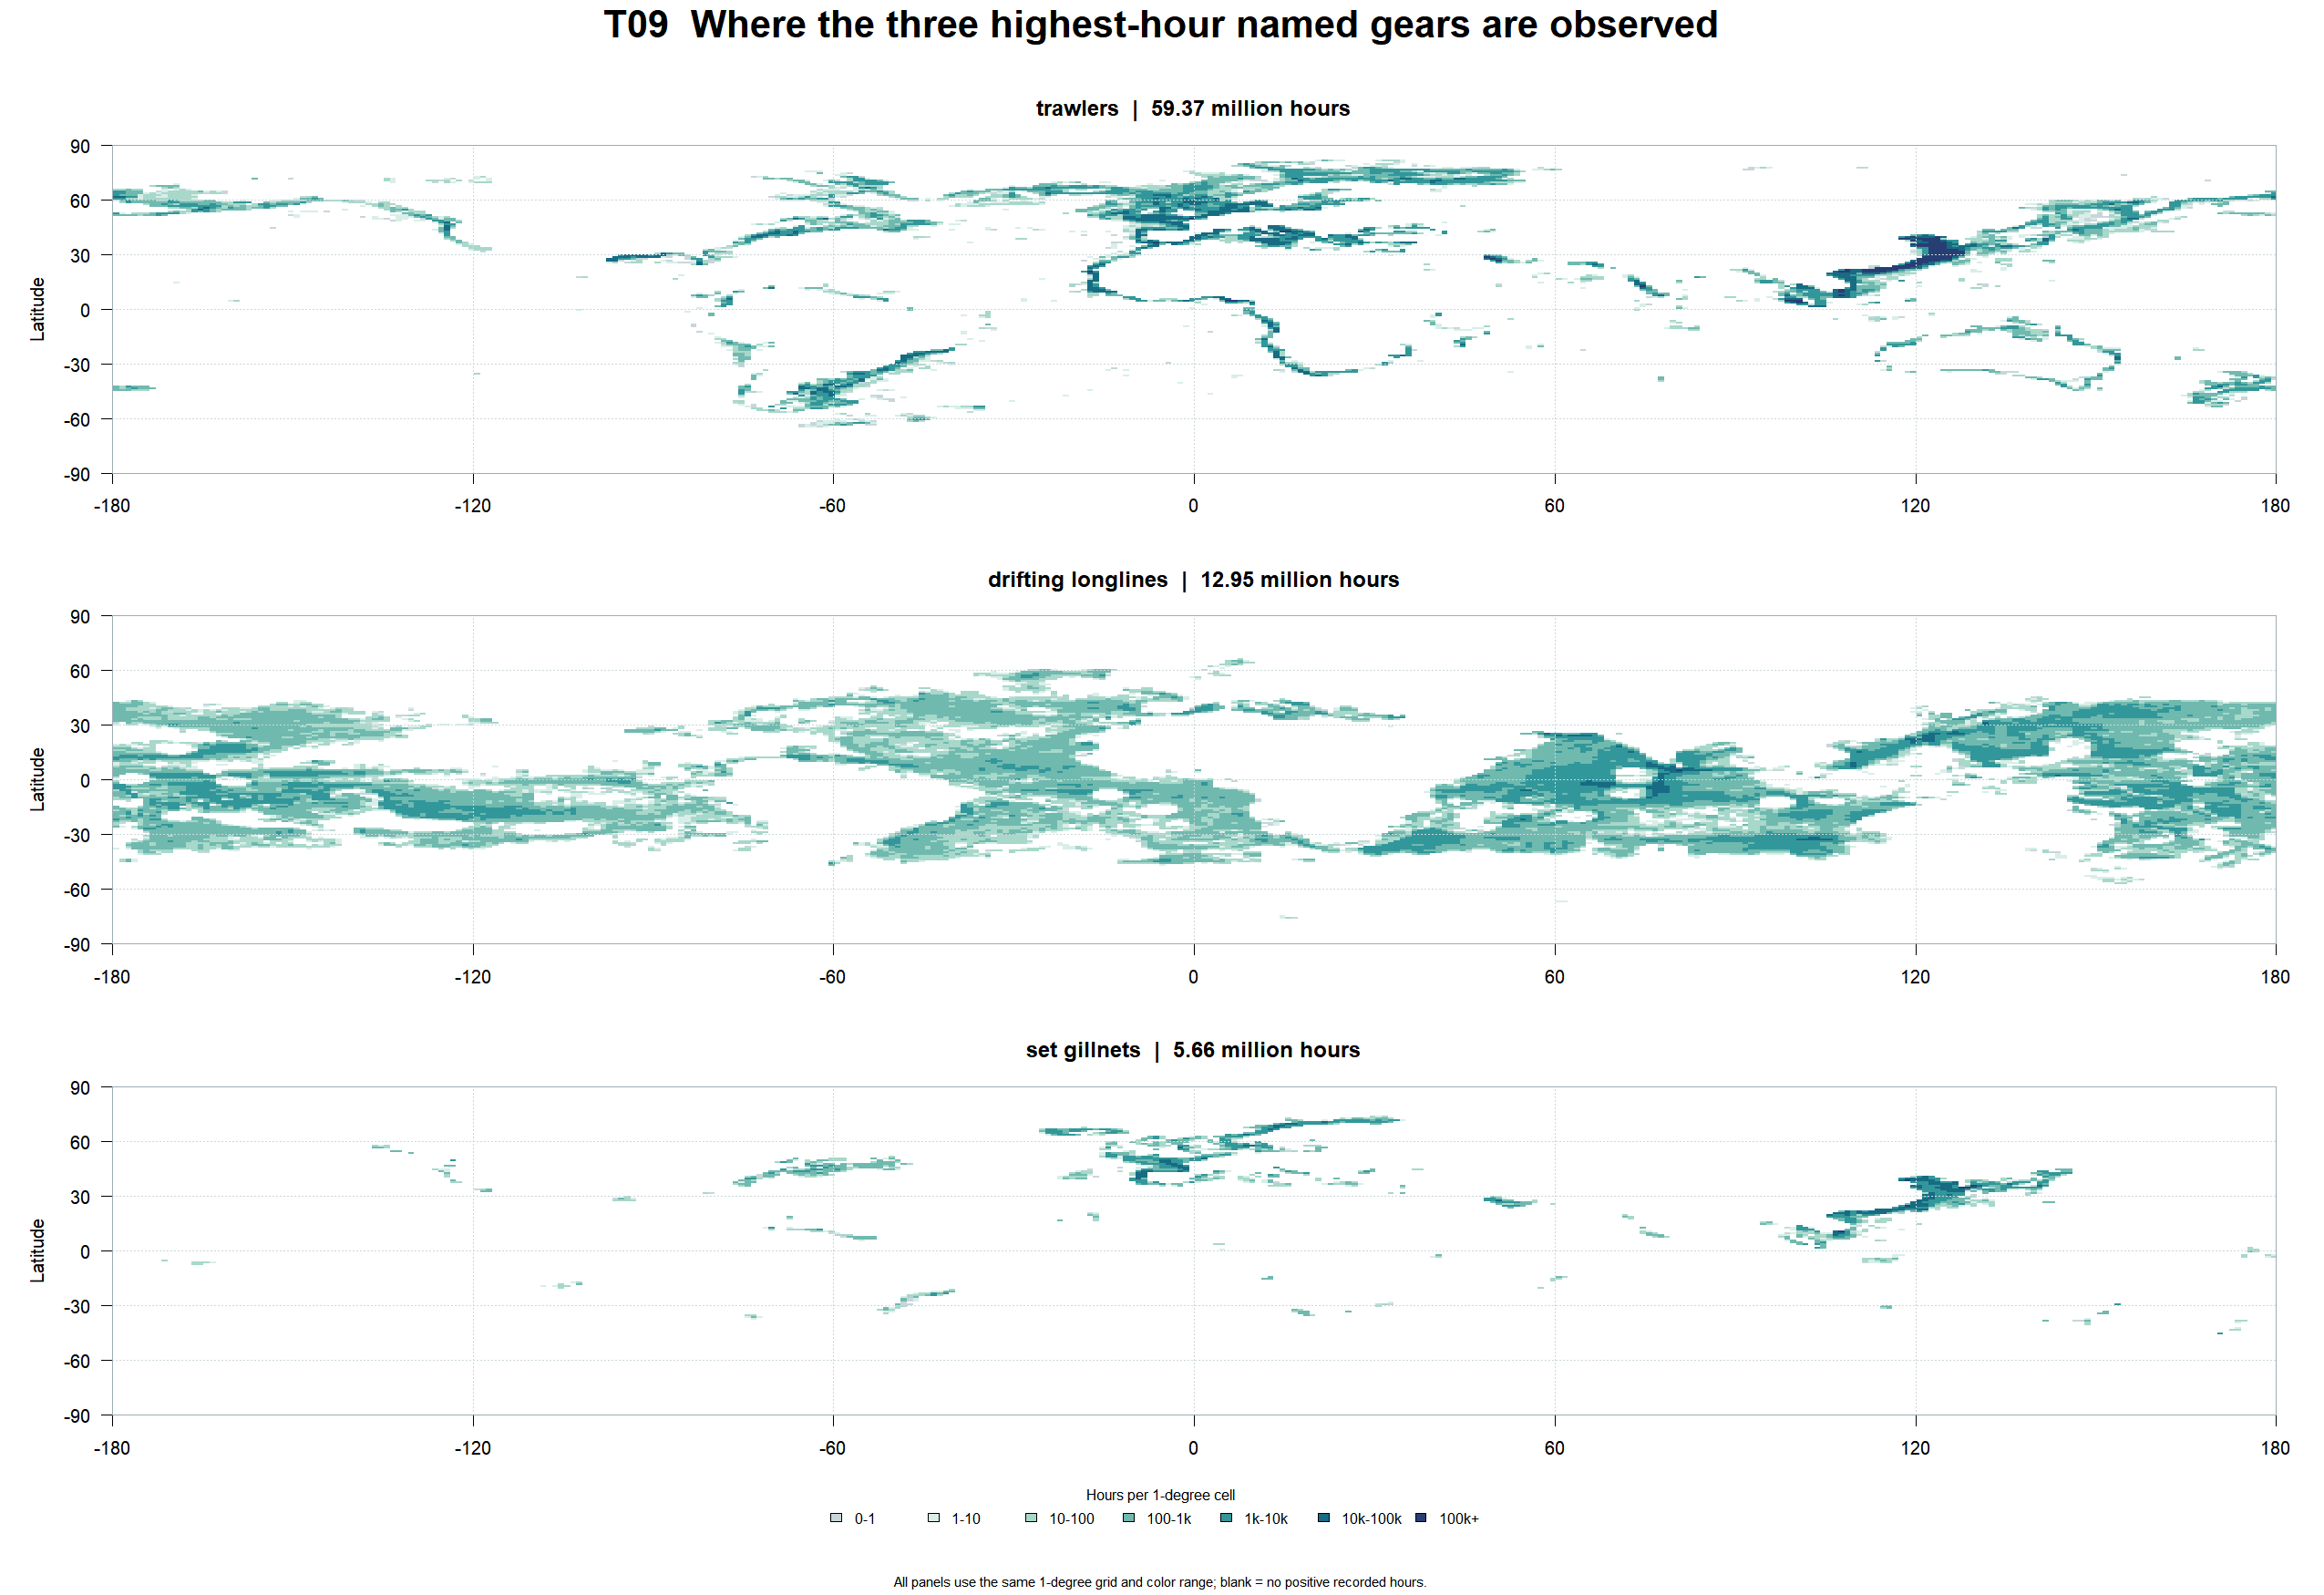 T09  Where the three highest-hour named gears are observed
trawlers  |  59.37 million hours
Latitude
90
60
30
0
-30
-60
-90
-180 -120 -60 0 60 120 180
drifting longlines  |  12.95 million hours
Latitude
90
60
30
0
-30
-60
-90
-180 -120 -60 0 60 120 180
set gillnets  |  5.66 million hours
Latitude
90
60
30
0
-30
-60
-90
-180 -120 -60 0 60 120 180
Hours per 1-degree cell
0-1 1-10 10-100 100-1k 1k-10k 10k-100k 100k+
All panels use the same 1-degree grid and color range; blank = no positive recorded hours.